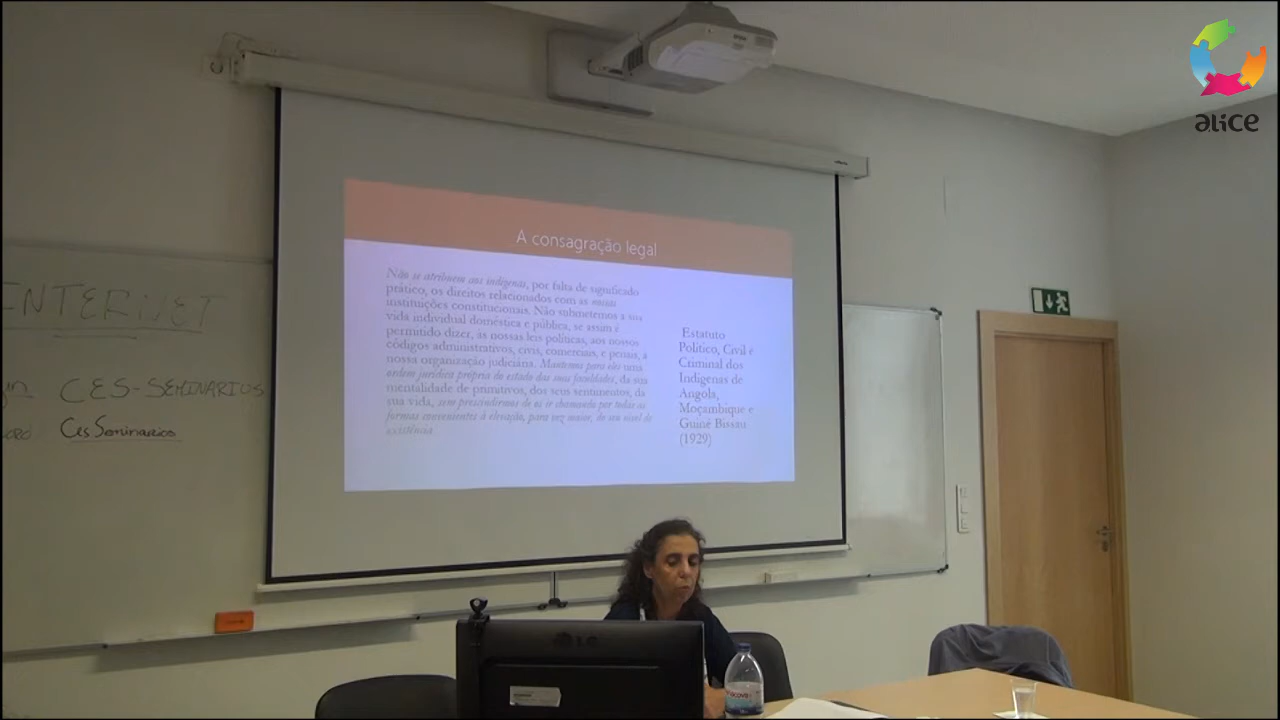 alice
A consagração legal
Não se atribuem aos indígenas, por falta de significado
prático, os direitos relacionados com as nossas
instituições constitucionais. Não submetemos a sua
vida individual doméstica e pública, se assim é
permitido dizer, às nossas leis políticas, aos nossos
códigos administrativos, civis, comerciais, e penais, à
nossa organização judiciária. Mantemos para eles uma
ordem jurídica própria do estado das suas faculdades, da sua
mentalidade de primitivos, dos seus sentimentos, da
sua vida, sem prescindirmos de os ir chamando por todas as
formas convenientes à elevação, cada vez maior, do seu nível de
existência.
Estatuto
Político, Civil e
Criminal dos
Indígenas de
Angola,
Moçambique e
Guiné Bissau
(1929)
INTERNET
CES-SEMINARIOS
Ces Seminarios
LG